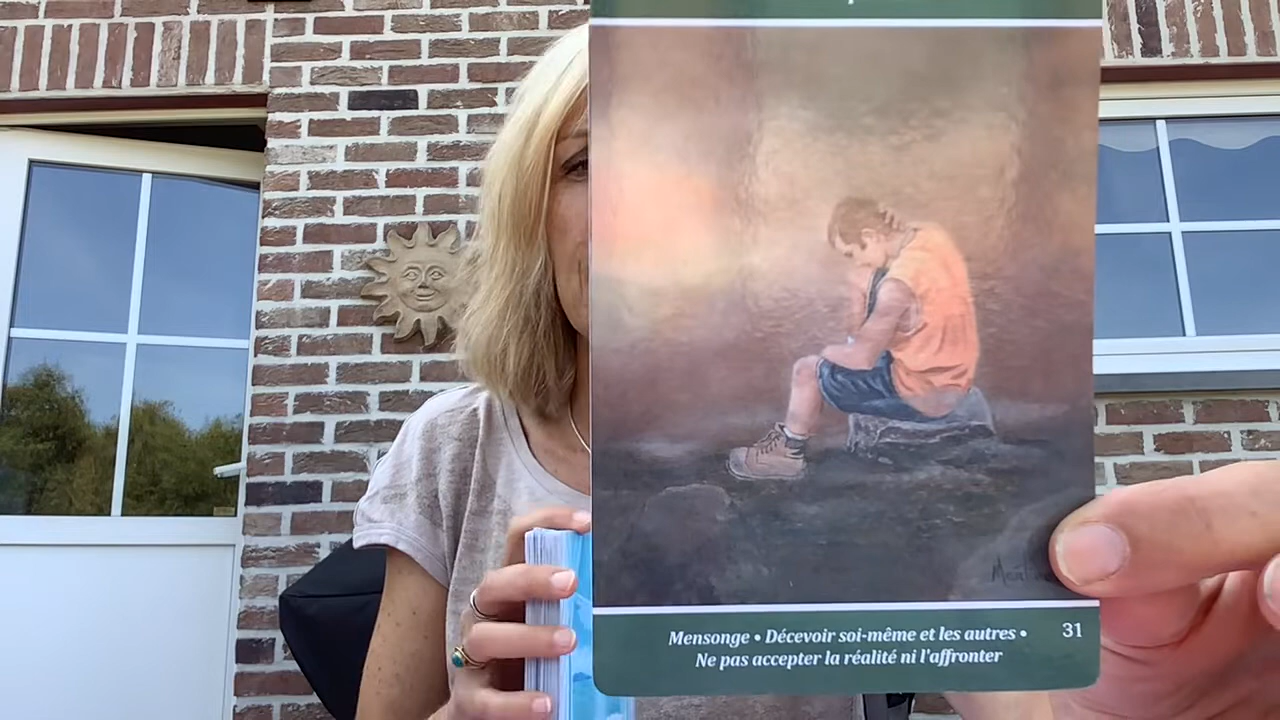 Mensonge • Décevoir soi-même et les autres •
31
Ne pas accepter la réalité ni l'affronter